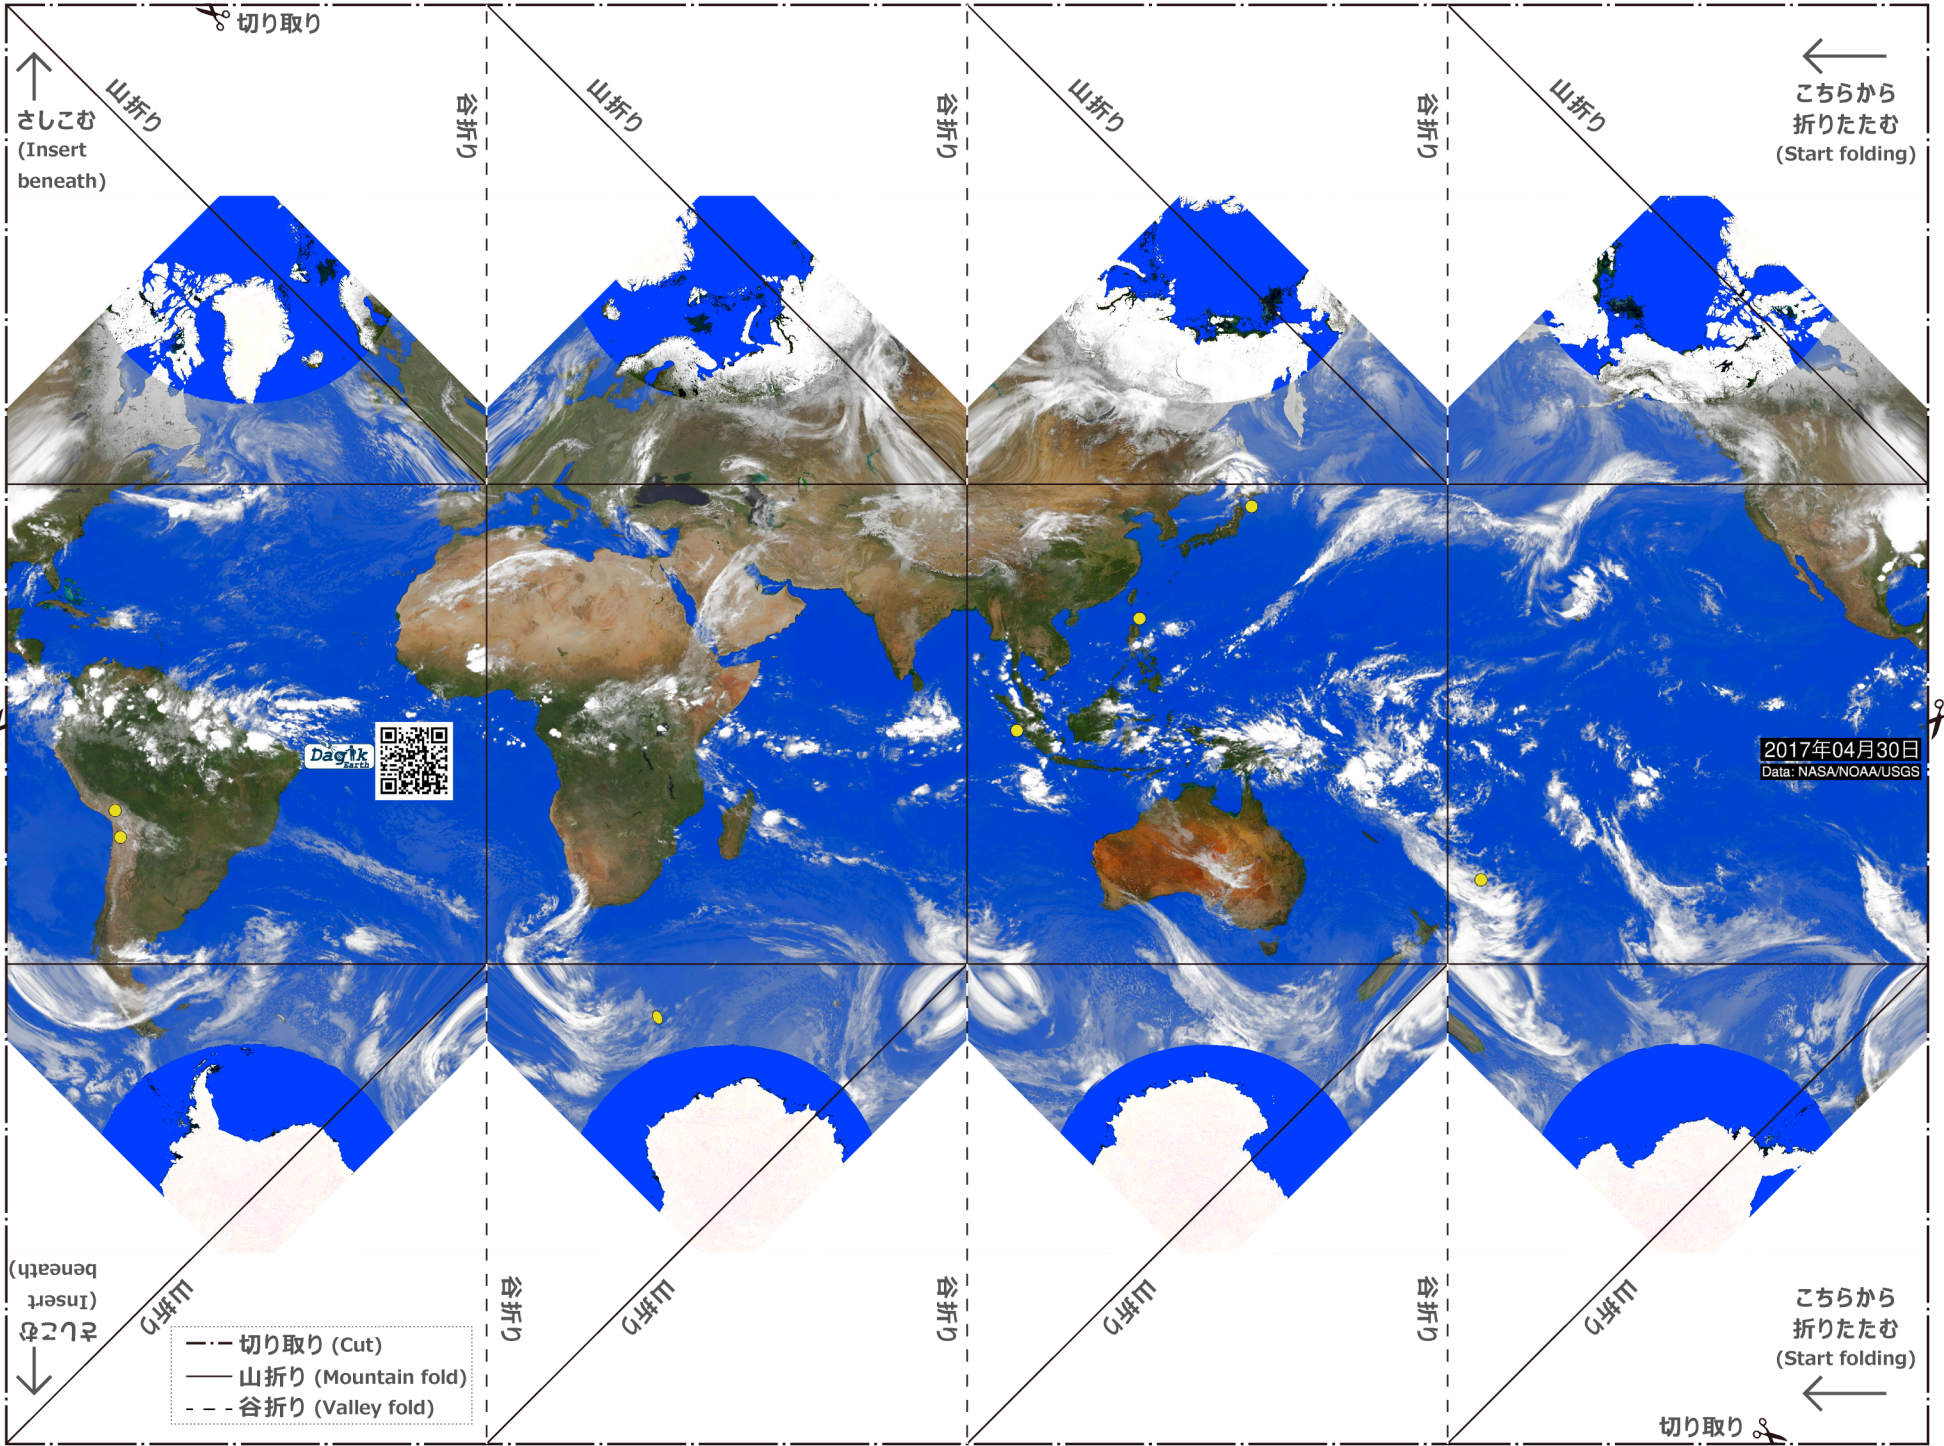 切り取り
山折り
山折り
山折り
山折り
谷折り
谷折り
谷折り
さしこむ
(Insert
beneath)
こちらから
折りたたむ
(Start folding)
Dagik
Earth
2017年04月30日
Data: NASA/NOAA/USGS
さしこむ
(Insert
beneath)
山折り
山折り
山折り
山折り
谷折り
谷折り
谷折り
切り取り (Cut)
山折り (Mountain fold)
谷折り (Valley fold)
こちらから
折りたたむ
(Start folding)
切り取り